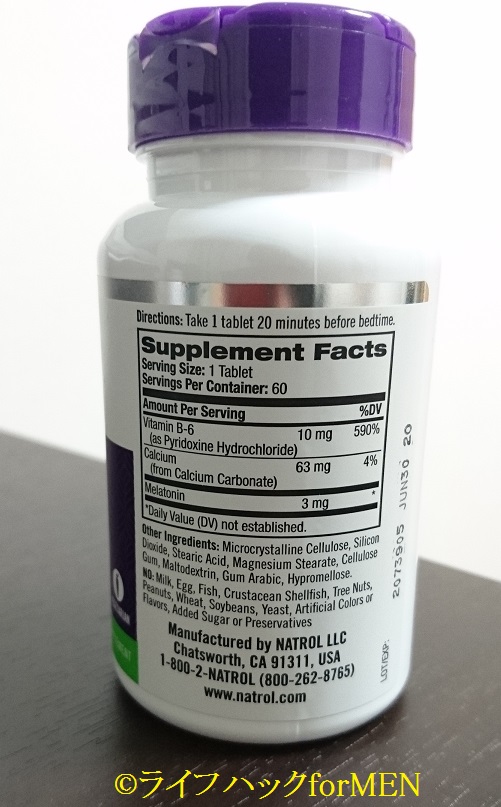 Directions: Take 1 tablet 20 minutes before bedtime.
Supplement Facts
Serving Size: 1 Tablet
Servings Per Container: 60
Amount Per Serving %DV
Vitamin B-6 10 mg 590%
(as Pyridoxine Hydrochloride)
Calcium 63 mg 4%
(from Calcium Carbonate)
Melatonin 3 mg *
*Daily Value (DV) not established.
Other Ingredients: Microcrystalline Cellulose, Silicon
Dioxide, Stearic Acid, Magnesium Stearate, Cellulose
Gum, Maltodextrin, Gum Arabic, Hypromellose.
NO: Milk, Egg, Fish, Crustacean Shellfish, Tree Nuts,
Peanuts, Wheat, Soybeans, Yeast, Artificial Colors or
Flavors, Added Sugar or Preservatives
Manufactured by NATROL LLC
Chatsworth, CA 91311, USA
1-800-2-NATROL (800-262-8765)
www.natrol.com
LOT/EXP:
2073905 JUN30 20
©ライフハックforMEN